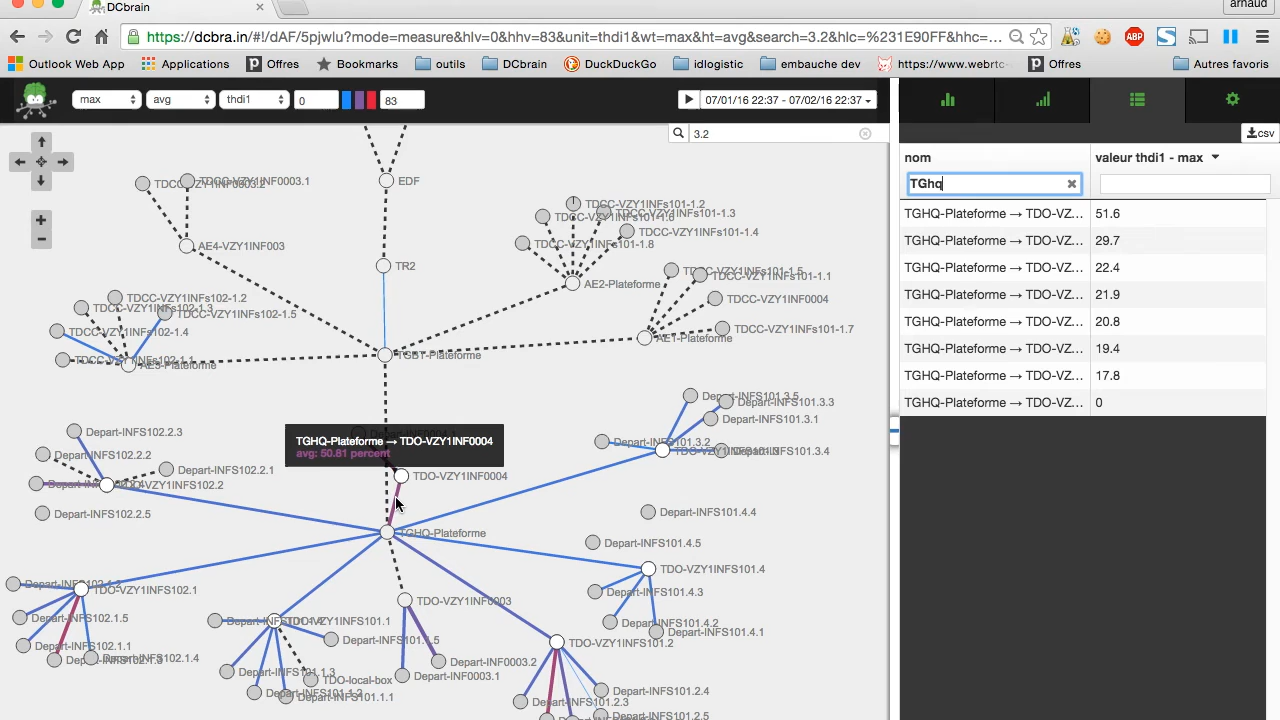 DCbrain
arnaud
https://dcbra.in/#!/dAF/5pjwlu?mode=measure&hlv=0&hhv=83&unit=thdi1&wt=max&ht=avg&search=3.2&hlc=%231E90FF&hhc=...
ABP
Outlook Web App
Applications
Offres
Bookmarks
outils
DCbrain
DuckDuckGo
idlogistic
embauche dev
https://www.webrtc-
Offres
Autres favoris
max
avg
thdi1
0
83
07/01/16 22:37 - 07/02/16 22:37
3.2
csv
nom
valeur thdi1 - max
TGhq
TGHQ-Plateforme → TDO-VZ... 51.6
TGHQ-Plateforme → TDO-VZ... 29.7
TGHQ-Plateforme → TDO-VZ... 22.4
TGHQ-Plateforme → TDO-VZ... 21.9
TGHQ-Plateforme → TDO-VZ... 20.8
TGHQ-Plateforme → TDO-VZ... 19.4
TGHQ-Plateforme → TDO-VZ... 17.8
TGHQ-Plateforme → TDO-VZ... 0
TDCC-VZY1INF0003.1
EDF
TDCC-VZY1INFs101-1.2
TDCC-VZY1INFs101-1.3
TDCC-VZY1INFs101-1.4
TDCC-VZY1INFs101-1.8
AE4-VZY1INF003
TR2
AE2-Plateforme
TDCC-VZY1INFs101-1.1
TDCC-VZY1INF0004
TDCC-VZY1INFs102-1.2
TDCC-VZY1INFs102-1.5
TDCC-VZY1INFs102-1.4
TDCC-VZY1INFs101-1.7
AE1-Plateforme
TGBT-Plateforme
AE3-Plateforme
Depart-INFS101.3.5
Depart-INFS101.3.3
Depart-INFS101.3.1
Depart-INFS101.3.2
Depart-INFS101.3.4
Depart-INFS102.2.3
Depart-INFS102.2.2
Depart-INFS102.2.1
TGHQ-Plateforme → TDO-VZY1INF0004
avg: 50.81 percent
TDO-VZY1INF0004
TDO-VZY1INFS102.2
Depart-INFS102.2.5
Depart-INFS101.4.4
TGHQ-Plateforme
Depart-INFS101.4.5
TDO-VZY1INFS101.4
TDO-VZY1INFS102.1
Depart-INFS101.4.3
TDO-VZY1INF0003
Depart-INFS102.1.5
Depart-INFS101.4.2
Depart-INFS101.4.1
TDO-VZY1INFS101.1
Depart-INFS101.1.5
TDO-VZY1INFS101.2
Depart-INFS102.1.1
Depart-INFS102.1.4
Depart-INF0003.2
Depart-INFS101.1.3
Depart-INF0003.1
TDO-local-box
Depart-INFS101.1.1
Depart-INFS101.2.4
Depart-INFS101.2.3
Depart-INFS101.2.5